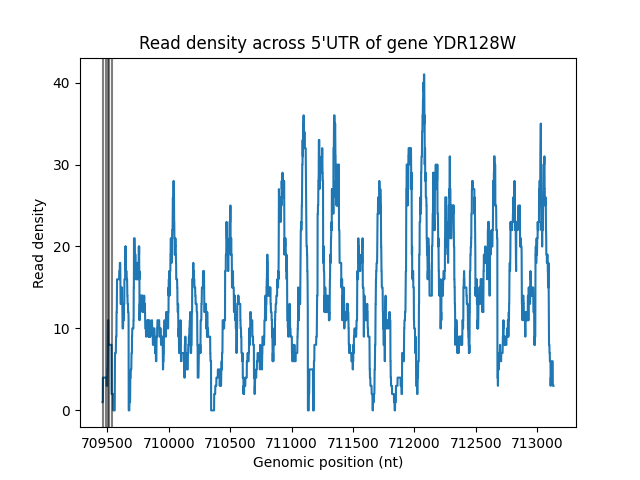 Read density across 5'UTR of gene YDR128W
40
30
20
10
0
Read density
709500 710000 710500 711000 711500 712000 712500 713000
Genomic position (nt)